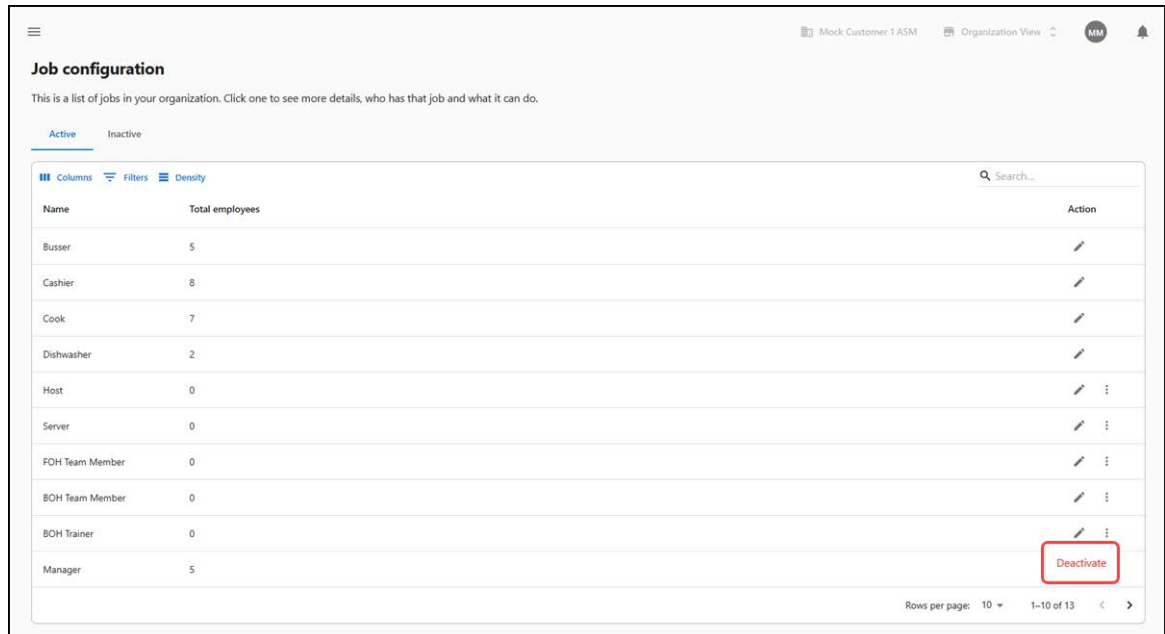 Mock Customer 1 ASM Organization View MM
Job configuration
This is a list of jobs in your organization. Click one to see more details, who has that job and what it can do.
Active Inactive
Columns Filters Density Search...
Name Total employees Action
Busser 5
Cashier 8
Cook 7
Dishwasher 2
Host 0
Server 0
FOH Team Member 0
BOH Team Member 0
BOH Trainer 0
Deactivate
Manager 5
Rows per page: 10 1–10 of 13